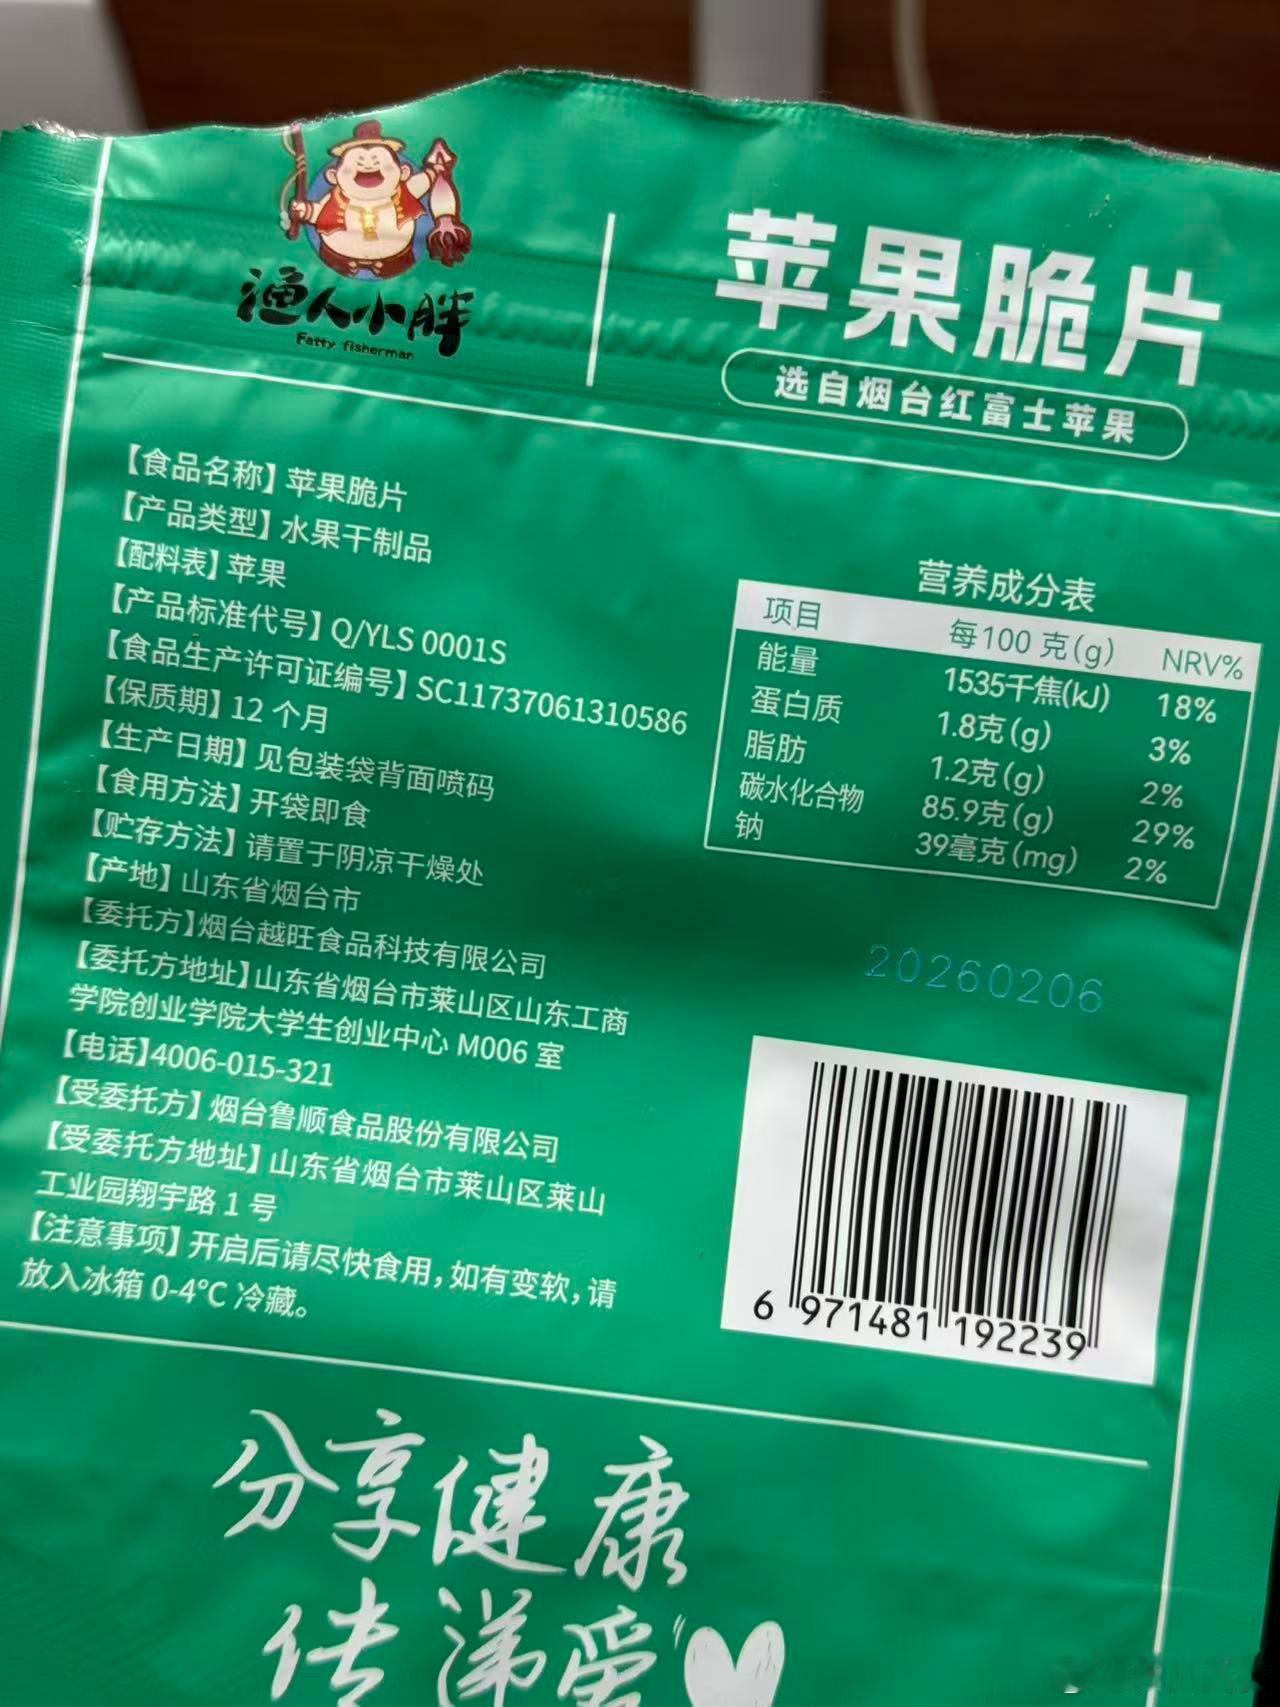 渔人小胖
Fatty fisherman
苹果脆片
选自烟台红富士苹果
【食品名称】苹果脆片
【产品类型】水果干制品
【配料表】苹果
【产品标准代号】Q/YLS 0001S
【食品生产许可证编号】SC11737061310586
【保质期】12 个月
【生产日期】见包装袋背面喷码
【食用方法】开袋即食
【贮存方法】请置于阴凉干燥处
【产地】山东省烟台市
【委托方】烟台越旺食品科技有限公司
【委托方地址】山东省烟台市莱山区山东工商
学院创业学院大学生创业中心 M006 室
【电话】4006-015-321
【受委托方】烟台鲁顺食品股份有限公司
【受委托方地址】山东省烟台市莱山区莱山
工业园翔宇路 1 号
【注意事项】开启后请尽快食用，如有变软，请
放入冰箱 0-4℃ 冷藏。
营养成分表
项目 每100 克(g) NRV%
能量 1535千焦(kJ) 18%
蛋白质 1.8克(g) 3%
脂肪 1.2克(g) 2%
碳水化合物 85.9克(g) 29%
钠 39毫克(mg) 2%
20260206
6 971481 192239
分享健康
传递爱